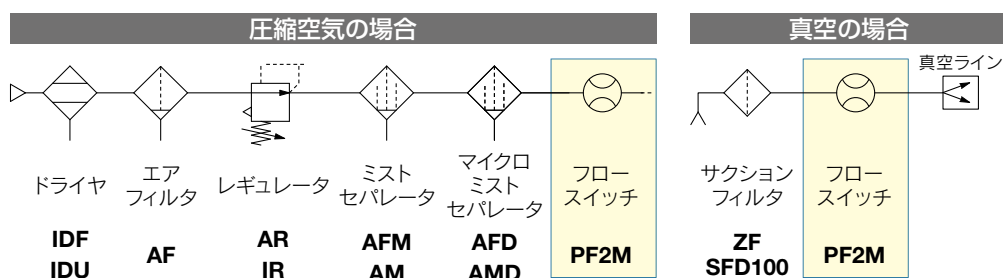 圧縮空気の場合
ドライヤ
IDF
IDU
エア
フィルタ
AF
レギュレータ
AR
IR
ミスト
セパレータ
AFM
AM
マイクロ
ミスト
セパレータ
AFD
AMD
フロー
スイッチ
PF2M
真空の場合
真空ライン
サクション
フィルタ
ZF
SFD100
フロー
スイッチ
PF2M